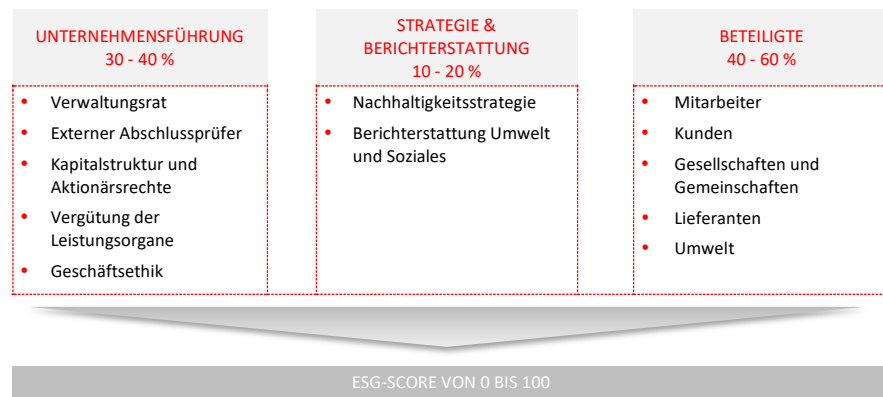 UNTERNEHMENSFÜHRUNG
30 - 40 %
• Verwaltungsrat
• Externer Abschlussprüfer
• Kapitalstruktur und
Aktionärsrechte
• Vergütung der
Leistungsorgane
• Geschäftsethik
STRATEGIE &
BERICHTERSTATTUNG
10 - 20 %
• Nachhaltigkeitsstrategie
• Berichterstattung Umwelt
und Soziales
BETEILIGTE
40 - 60 %
• Mitarbeiter
• Kunden
• Gesellschaften und
Gemeinschaften
• Lieferanten
• Umwelt
ESG-SCORE VON 0 BIS 100